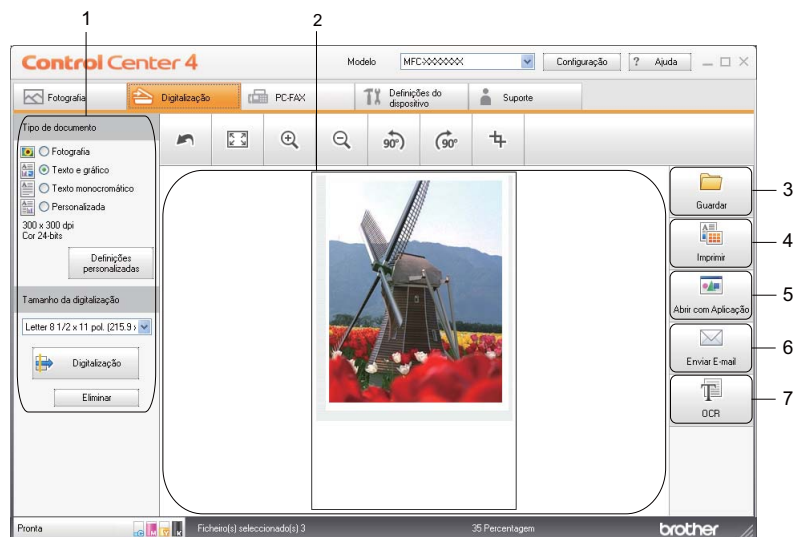 1
2
Control Center 4
Modelo
MFC-XXXXXX
Configuração
? Ajuda
Fotografia
Digitalização
PC-FAX
Definições do
dispositivo
Suporte
Tipo de documento
Fotografia
Texto e gráfico
Texto monocromático
Personalizada
300 x 300 dpi
Cor 24-bits
Definições
personalizadas
Tamanho da digitalização
Letter 8 1/2 x 11 pol. (215.9 x
Digitalização
Eliminar
90°
90°
Guardar
3
Imprimir
4
Abrir com Aplicação
5
Enviar E-mail
6
OCR
7
Pronta
Ficheiro(s) seleccionado(s) 3
35 Percentagem
brother